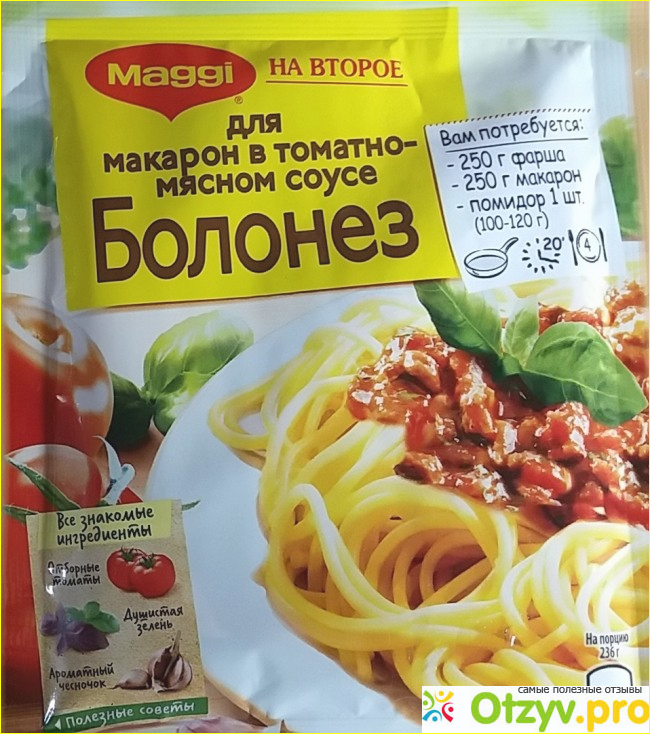 Maggi
®
НА ВТОРОЕ
для
макарон в томатно-
мясном соусе
Болонез
Вам потребуется:
- 250 г фарша
- 250 г макарон
- помидор 1 шт.
(100-120 г)
20'
4
Все знакомые
ингредиенты
Отборные
томаты
Душистая
зелень
Ароматный
чесночок
Полезные советы
На порцию
236 г
самые полезные отзывы
Otzyv.pro